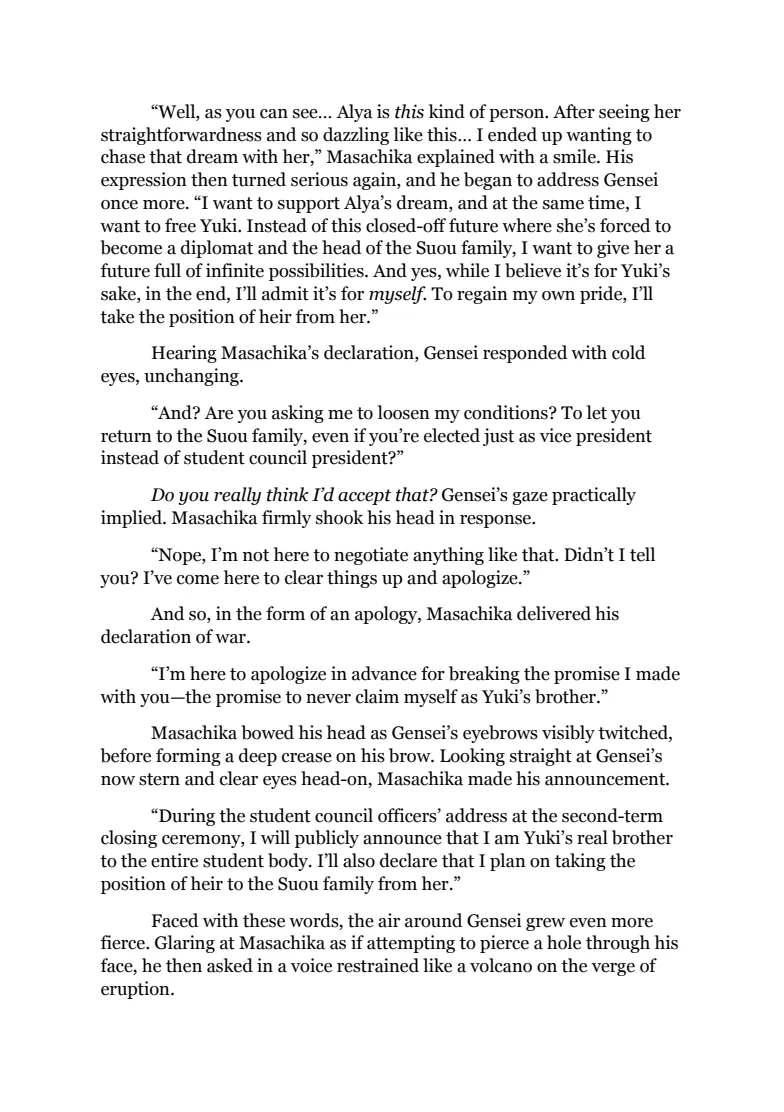 “Well, as you can see… Alya is this kind of person. After seeing her
straightforwardness and so dazzling like this… I ended up wanting to
chase that dream with her,” Masachika explained with a smile. His
expression then turned serious again, and he began to address Gensei
once more. “I want to support Alya’s dream, and at the same time, I
want to free Yuki. Instead of this closed-off future where she’s forced to
become a diplomat and the head of the Suou family, I want to give her a
future full of infinite possibilities. And yes, while I believe it’s for Yuki’s
sake, in the end, I’ll admit it’s for myself. To regain my own pride, I’ll
take the position of heir from her.”
Hearing Masachika’s declaration, Gensei responded with cold
eyes, unchanging.
“And? Are you asking me to loosen my conditions? To let you
return to the Suou family, even if you’re elected just as vice president
instead of student council president?”
Do you really think I’d accept that? Gensei’s gaze practically
implied. Masachika firmly shook his head in response.
“Nope, I’m not here to negotiate anything like that. Didn’t I tell
you? I’ve come here to clear things up and apologize.”
And so, in the form of an apology, Masachika delivered his
declaration of war.
“I’m here to apologize in advance for breaking the promise I made
with you—the promise to never claim myself as Yuki’s brother.”
Masachika bowed his head as Gensei’s eyebrows visibly twitched,
before forming a deep crease on his brow. Looking straight at Gensei’s
now stern and clear eyes head-on, Masachika made his announcement.
“During the student council officers’ address at the second-term
closing ceremony, I will publicly announce that I am Yuki’s real brother
to the entire student body. I’ll also declare that I plan on taking the
position of heir to the Suou family from her.”
Faced with these words, the air around Gensei grew even more
fierce. Glaring at Masachika as if attempting to pierce a hole through his
face, he then asked in a voice restrained like a volcano on the verge of
eruption.